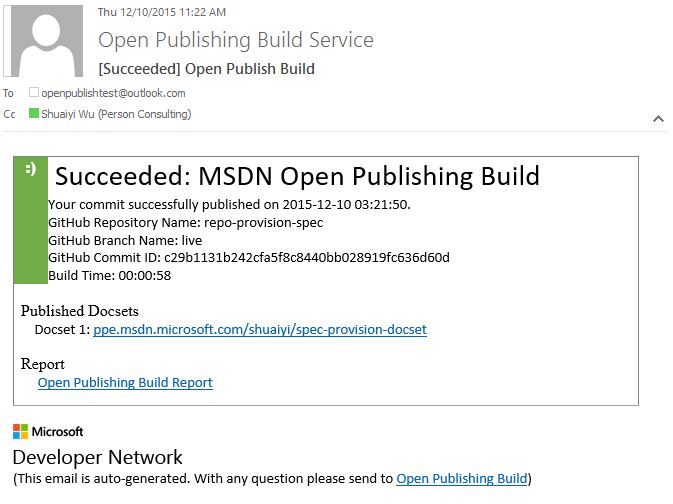 Thu 12/10/2015 11:22 AM
Open Publishing Build Service
[Succeeded] Open Publish Build
To openpublishtest@outlook.com
Cc Shuaiyi Wu (Person Consulting)
:) Succeeded: MSDN Open Publishing Build
Your commit successfully published on 2015-12-10 03:21:50.
GitHub Repository Name: repo-provision-spec
GitHub Branch Name: live
GitHub Commit ID: c29b1131b242cfa5f8c8440bb028919fc636d60d
Build Time: 00:00:58
Published Docsets
Docset 1: ppe.msdn.microsoft.com/shuaiyi/spec-provision-docset
Report
Open Publishing Build Report
Microsoft
Developer Network
(This email is auto-generated. With any question please send to Open Publishing Build)